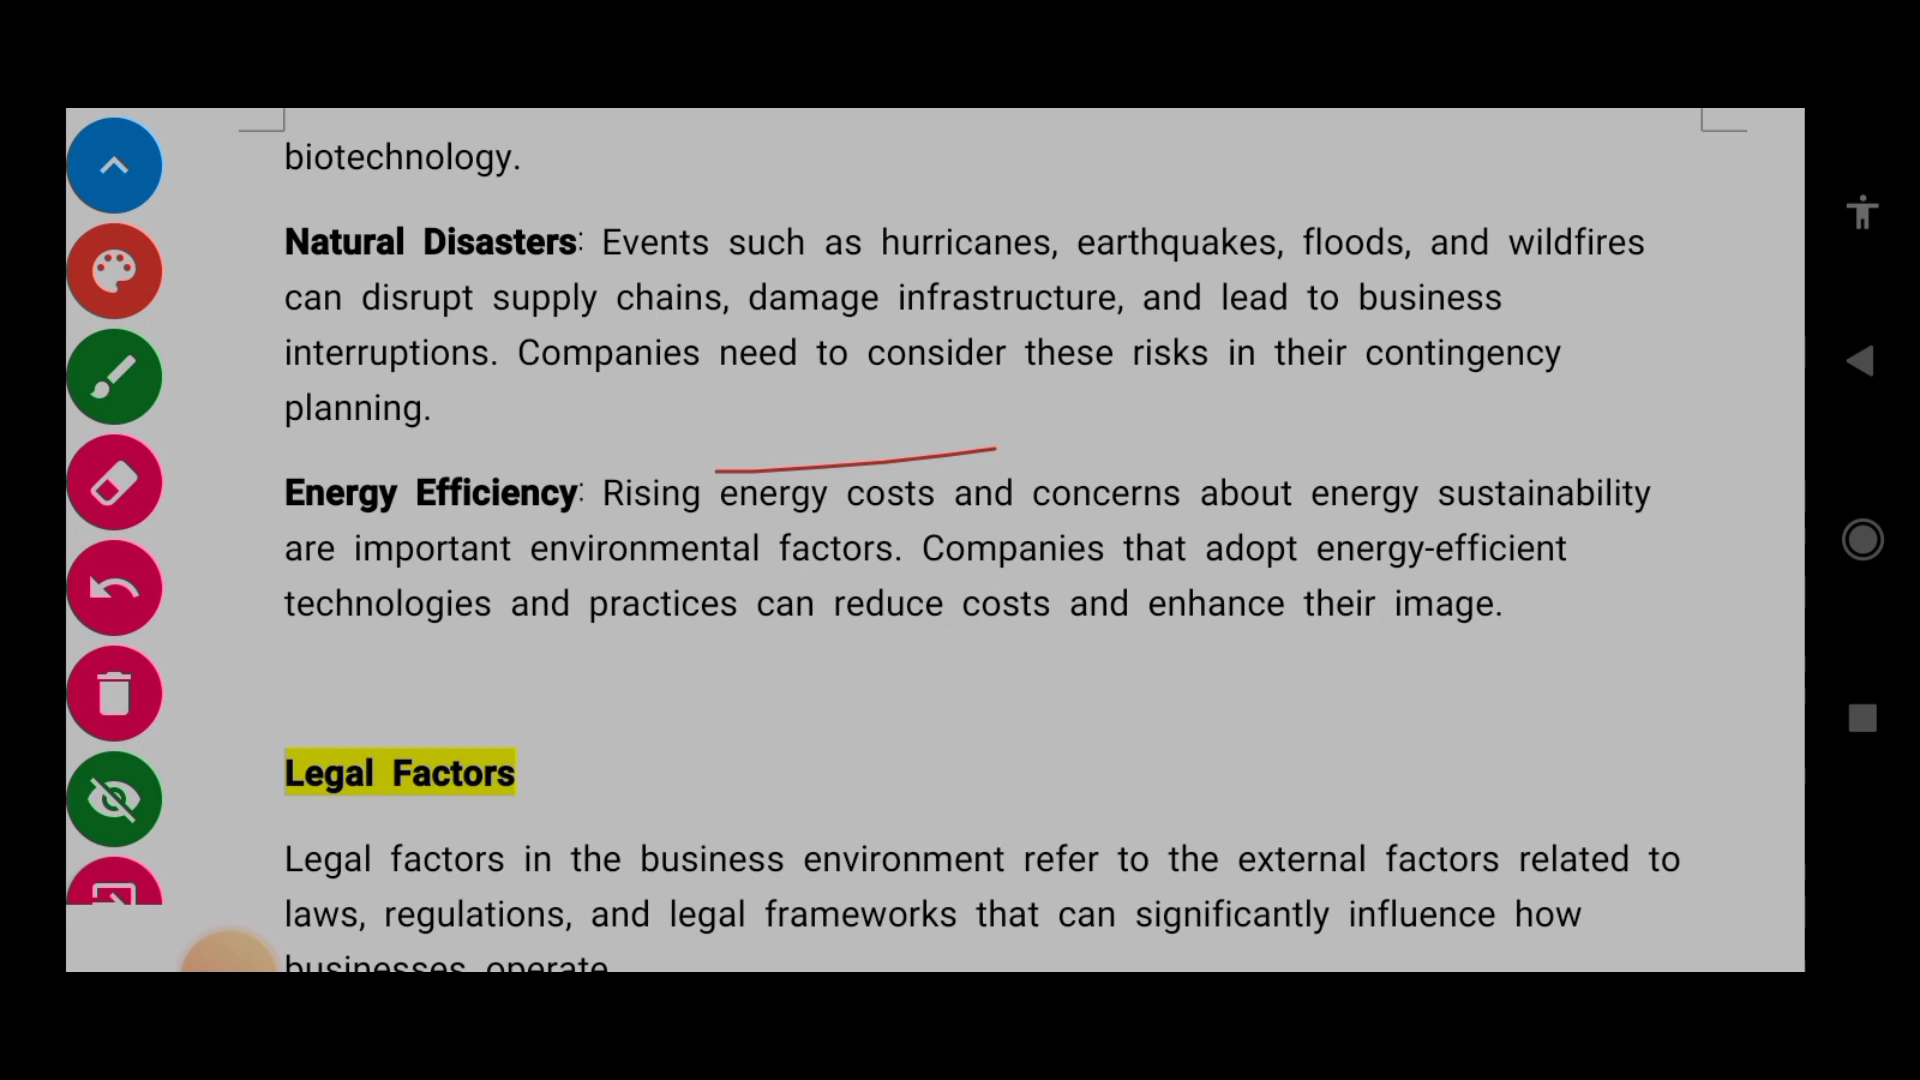 biotechnology.
Natural Disasters: Events such as hurricanes, earthquakes, floods, and wildfires
can disrupt supply chains, damage infrastructure, and lead to business
interruptions. Companies need to consider these risks in their contingency
planning.
Energy Efficiency: Rising energy costs and concerns about energy sustainability
are important environmental factors. Companies that adopt energy-efficient
technologies and practices can reduce costs and enhance their image.
Legal Factors
Legal factors in the business environment refer to the external factors related to
laws, regulations, and legal frameworks that can significantly influence how
businesses operate.